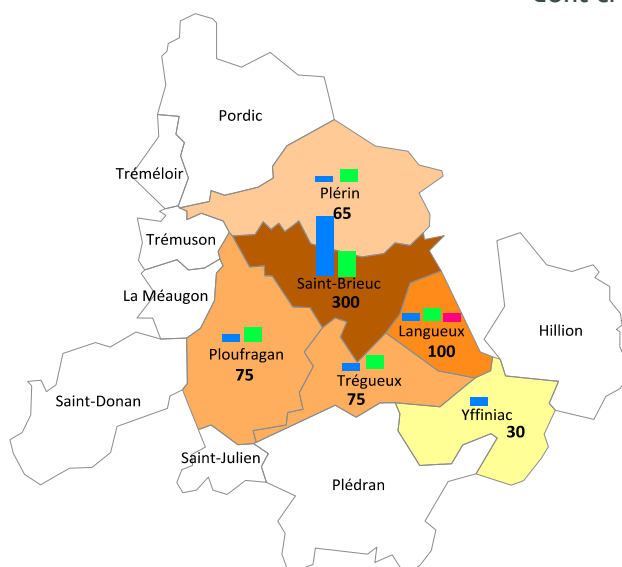 Pordic
Tréméloir
Plérin
65
Trémuson
Saint-Brieuc
300
La Méaugon
Langueux
100
Hillion
Ploufragan
75
Trégueux
75
Saint-Donan
Yffiniac
30
Saint-Julien
Plédran